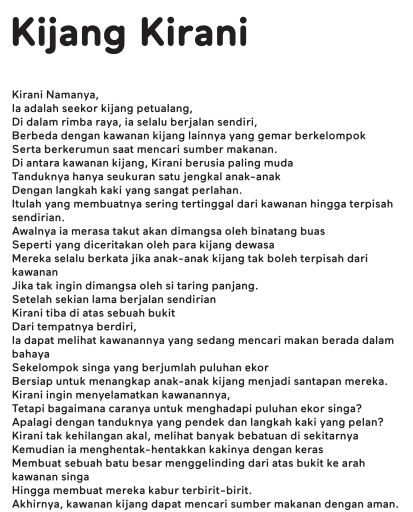 Kijang Kirani
Kirani Namanya,
Ia adalah seekor kijang petualang,
Di dalam rimba raya, ia selalu berjalan sendiri,
Berbeda dengan kawanan kijang lainnya yang gemar berkelompok
Serta berkerumun saat mencari sumber makanan.
Di antara kawanan kijang, Kirani berusia paling muda
Tanduknya hanya seukuran satu jengkal anak-anak
Dengan langkah kaki yang sangat perlahan.
Itulah yang membuatnya sering tertinggal dari kawanan hingga terpisah
sendirian.
Awalnya ia merasa takut akan dimangsa oleh binatang buas
Seperti yang diceritakan oleh para kijang dewasa
Mereka selalu berkata jika anak-anak kijang tak boleh terpisah dari
kawanan
Jika tak ingin dimangsa oleh si taring panjang.
Setelah sekian lama berjalan sendirian
Kirani tiba di atas sebuah bukit
Dari tempatnya berdiri,
Ia dapat melihat kawanannya yang sedang mencari makan berada dalam
bahaya
Sekelompok singa yang berjumlah puluhan ekor
Bersiap untuk menangkap anak-anak kijang menjadi santapan mereka.
Kirani ingin menyelamatkan kawanannya,
Tetapi bagaimana caranya untuk menghadapi puluhan ekor singa?
Apalagi dengan tanduknya yang pendek dan langkah kaki yang pelan?
Kirani tak kehilangan akal, melihat banyak bebatuan di sekitarnya
Kemudian ia menghentak-hentakkan kakinya dengan keras
Membuat sebuah batu besar menggelinding dari atas bukit ke arah
kawanan singa
Hingga membuat mereka kabur terbirit-birit.
Akhirnya, kawanan kijang dapat mencari sumber makanan dengan aman.